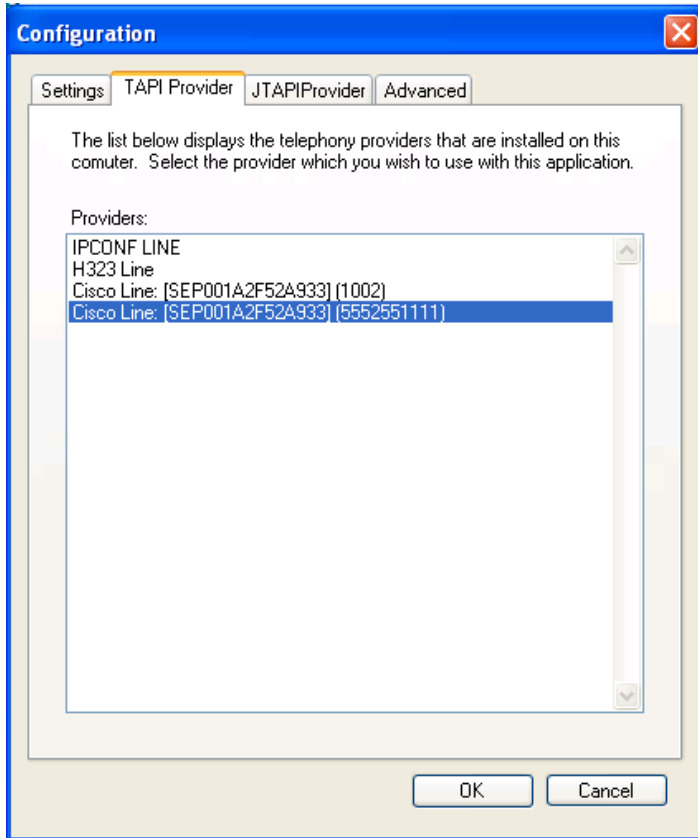 Configuration
Settings TAPI Provider JTAPIProvider Advanced
The list below displays the telephony providers that are installed on this
comuter. Select the provider which you wish to use with this application.
Providers:
IPCONF LINE
H323 Line
Cisco Line: [SEP001A2F52A933] (1002)
Cisco Line: [SEP001A2F52A933] (5552551111)
OK Cancel